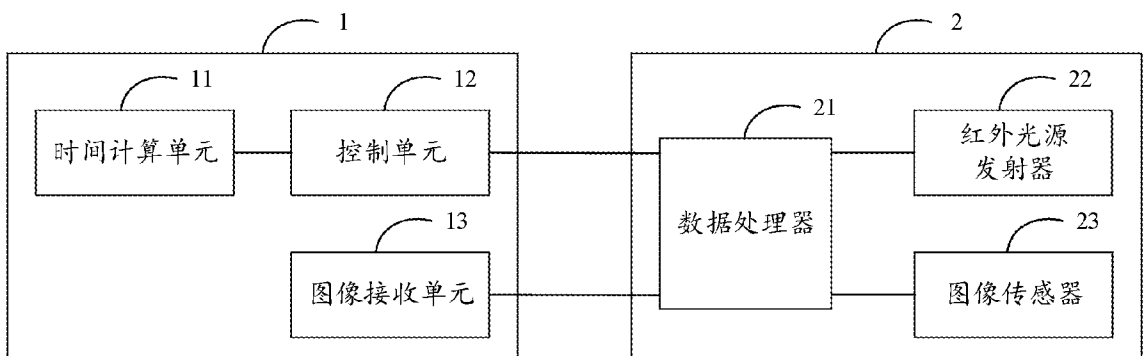 1
2
11
12
21
22
时间计算单元
控制单元
红外光源
发射器
数据处理器
13
23
图像接收单元
图像传感器